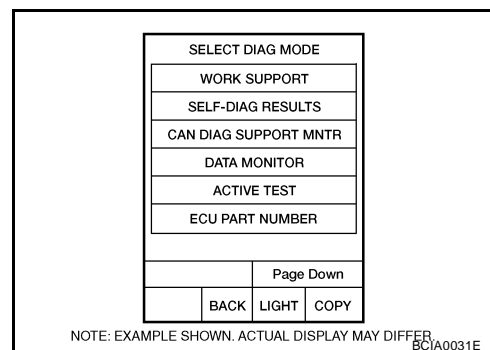 SELECT DIAG MODE
WORK SUPPORT
SELF-DIAG RESULTS
CAN DIAG SUPPORT MNTR
DATA MONITOR
ACTIVE TEST
ECU PART NUMBER
Page Down
BACK LIGHT COPY
NOTE: EXAMPLE SHOWN. ACTUAL DISPLAY MAY DIFFER.
BCIA0031E